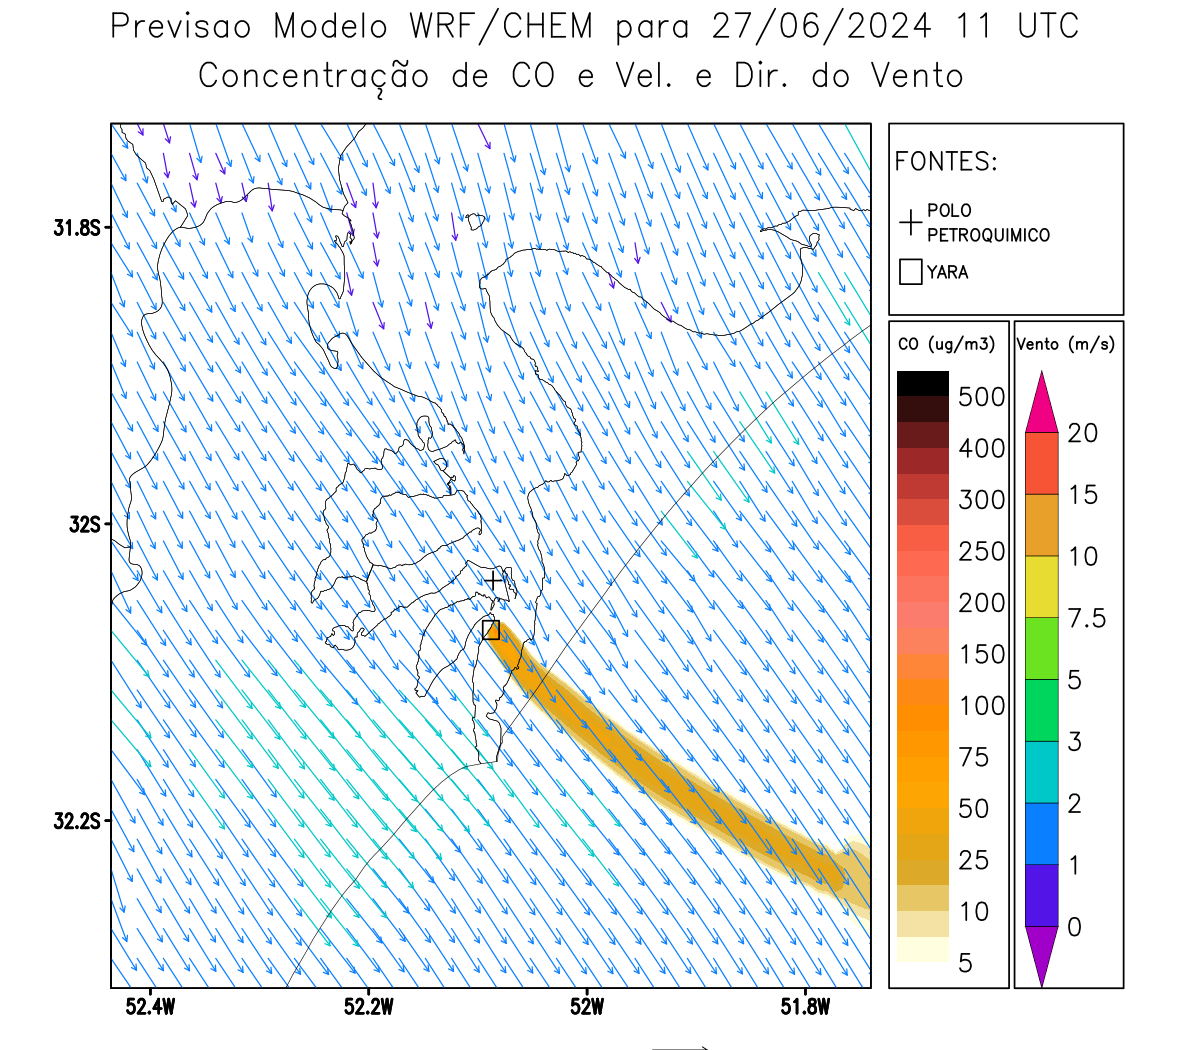 Previsao Modelo WRF/CHEM para 27/06/2024 11 UTC
Concentração de CO e Vel. e Dir. do Vento
FONTES:
POLO
PETROQUIMICO
YARA
CO (ug/m3)
500
400
300
250
200
150
100
75
50
25
10
5
Vento (m/s)
20
15
10
7.5
5
3
2
1
0
31.8S
32S
32.2S
52.4W
52.2W
52W
51.8W